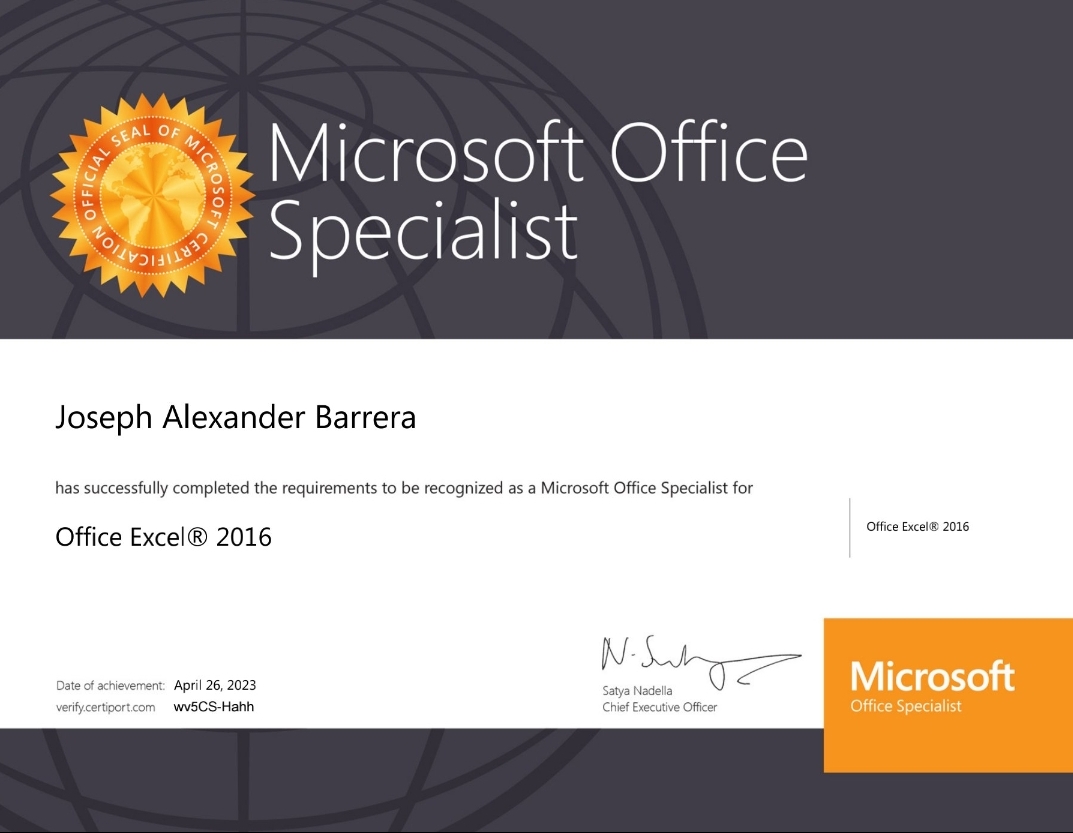 OFFICIAL SEAL OF MICROSOFT CERTIFICATION
Microsoft Office
Specialist
Joseph Alexander Barrera
has successfully completed the requirements to be recognized as a Microsoft Office Specialist for
Office Excel® 2016
Office Excel® 2016
Date of achievement: April 26, 2023
verify.certiport.com wv5CS-Hahh
Satya Nadella
Chief Executive Officer
Microsoft
Office Specialist